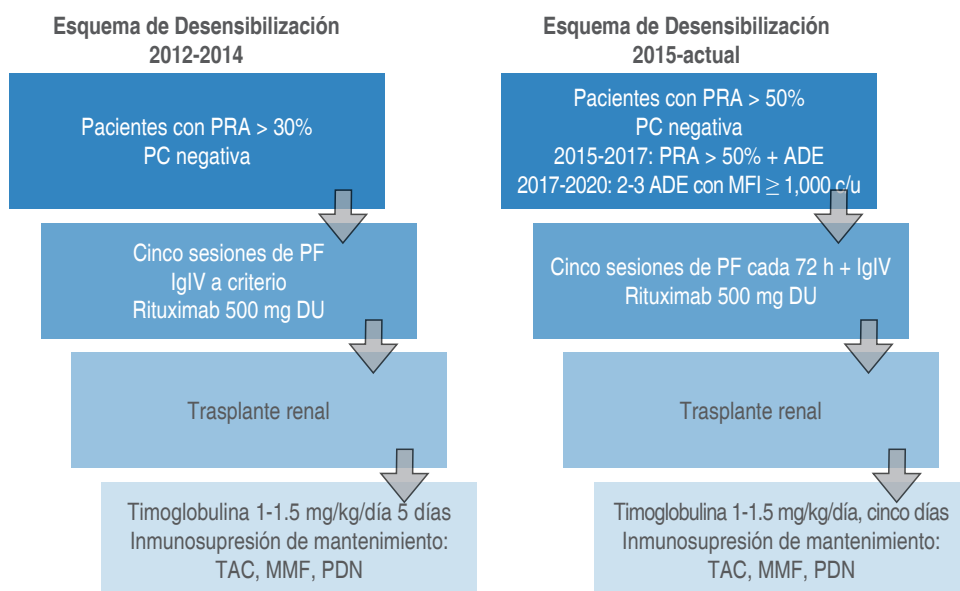 Esquema de Desensibilización
2012-2014
Pacientes con PRA > 30%
PC negativa
Cinco sesiones de PF
IgIV a criterio
Rituximab 500 mg DU
Trasplante renal
Timoglobulina 1-1.5 mg/kg/día 5 días
Inmunosupresión de mantenimiento:
TAC, MMF, PDN
Esquema de Desensibilización
2015-actual
Pacientes con PRA > 50%
PC negativa
2015-2017: PRA > 50% + ADE
2017-2020: 2-3 ADE con MFI ≥ 1,000 c/u
Cinco sesiones de PF cada 72 h + IgIV
Rituximab 500 mg DU
Trasplante renal
Timoglobulina 1-1.5 mg/kg/día, cinco días
Inmunosupresión de mantenimiento:
TAC, MMF, PDN